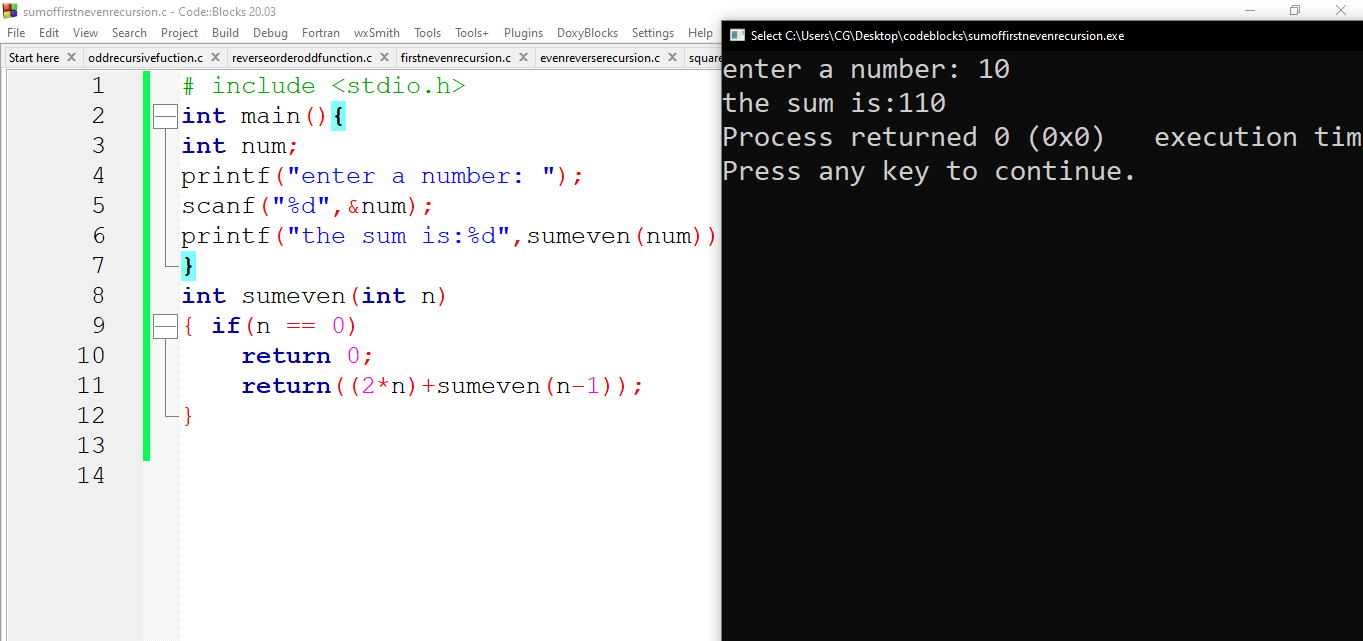 sumoffirstnevenrecursion.c - Code::Blocks 20.03
File Edit View Search Project Build Debug Fortran wxSmith Tools Tools+ Plugins DoxyBlocks Settings Help
Start here oddrecursivefuction.c reverseorderoddfunction.c firstnevenrecursion.c evenreverserecursion.c square
1 # include <stdio.h>
2 int main(){
3 int num;
4 printf("enter a number: ");
5 scanf("%d",&num);
6 printf("the sum is:%d",sumeven(num))
7 }
8 int sumeven(int n)
9 { if(n == 0)
10 return 0;
11 return((2*n)+sumeven(n-1));
12 }
13
14
Select C:\Users\CG\Desktop\codeblocks\sumoffirstnevenrecursion.exe
enter a number: 10
the sum is:110
Process returned 0 (0x0) execution tim
Press any key to continue.